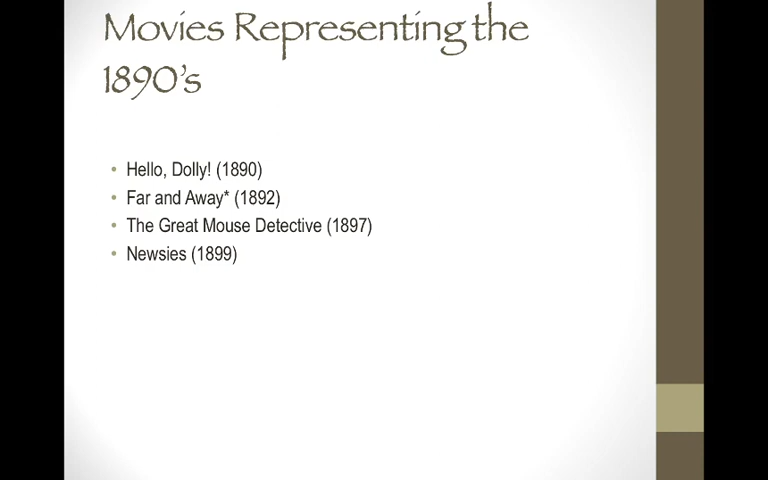 Movies Representing the
1890's
• Hello, Dolly! (1890)
• Far and Away* (1892)
• The Great Mouse Detective (1897)
• Newsies (1899)